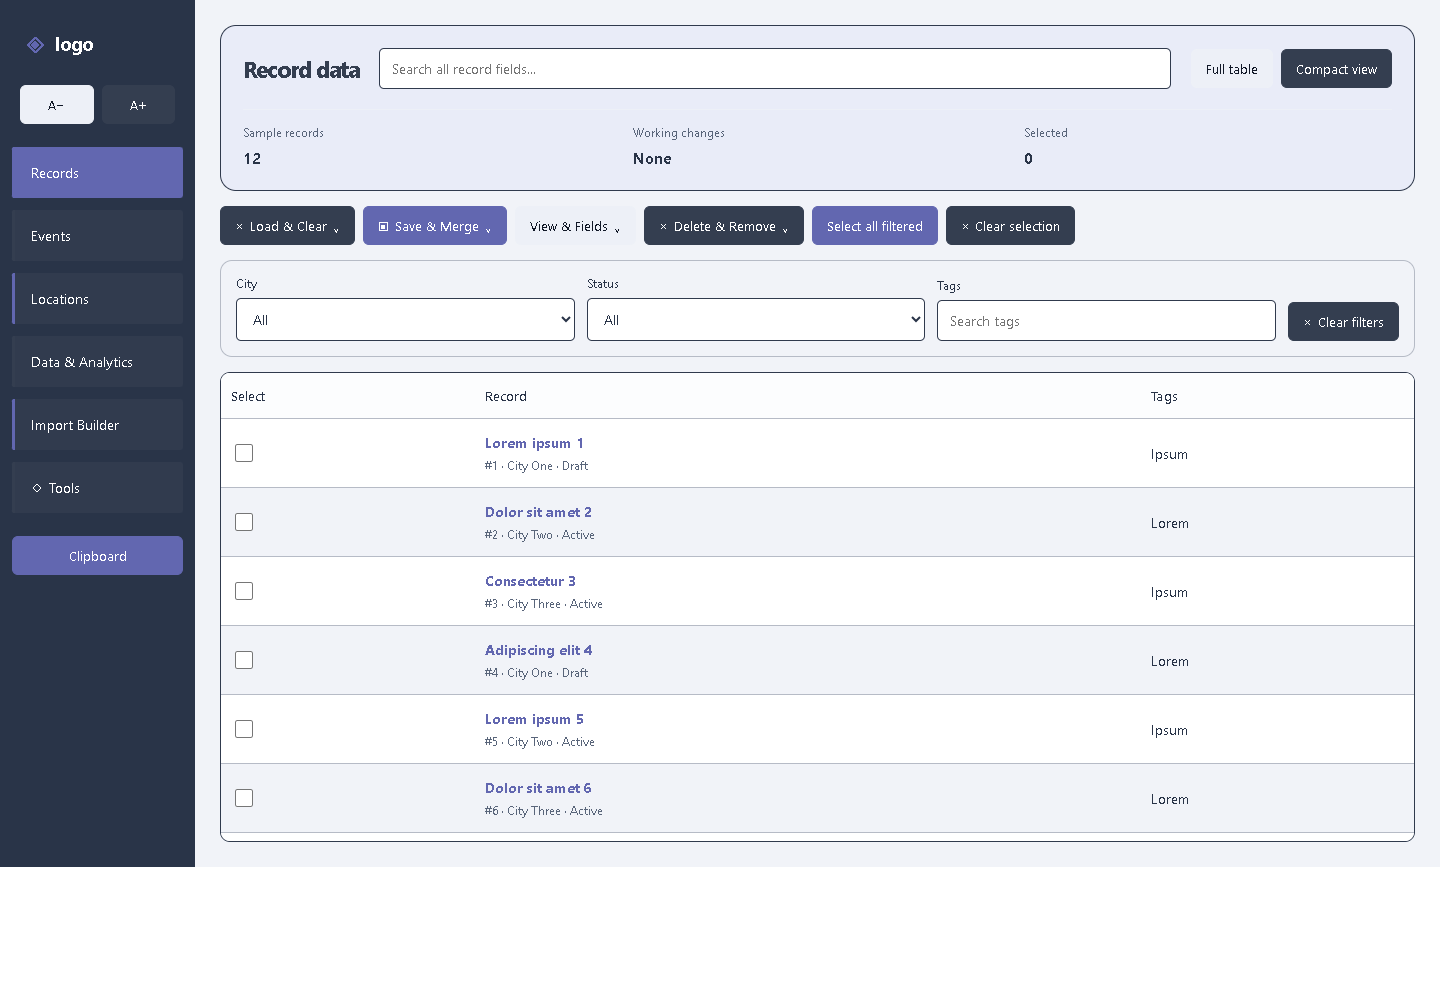 logo
A−
A+
Records
Events
Locations
Data & Analytics
Import Builder
Tools
Clipboard
Record data
Search all record fields...
Full table
Compact view
Sample records
12
Working changes
None
Selected
0
× Load & Clear
Save & Merge
View & Fields
× Delete & Remove
Select all filtered
× Clear selection
City
All
Status
All
Tags
Search tags
× Clear filters
Select Record Tags
Lorem ipsum 1
#1 · City One · Draft
Ipsum
Dolor sit amet 2
#2 · City Two · Active
Lorem
Consectetur 3
#3 · City Three · Active
Ipsum
Adipiscing elit 4
#4 · City One · Draft
Lorem
Lorem ipsum 5
#5 · City Two · Active
Ipsum
Dolor sit amet 6
#6 · City Three · Active
Lorem